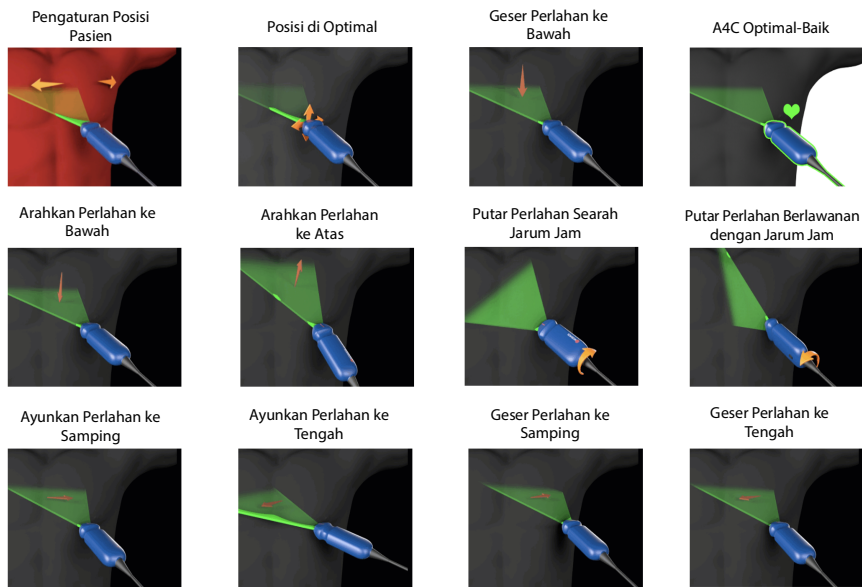 Pengaturan Posisi
Pasien
Posisi di Optimal
Geser Perlahan ke
Bawah
A4C Optimal-Baik
Arahkan Perlahan ke
Bawah
Arahkan Perlahan
ke Atas
Putar Perlahan Searah
Jarum Jam
Putar Perlahan Berlawanan
dengan Jarum Jam
Ayunkan Perlahan ke
Samping
Ayunkan Perlahan ke
Tengah
Geser Perlahan ke
Samping
Geser Perlahan ke
Tengah